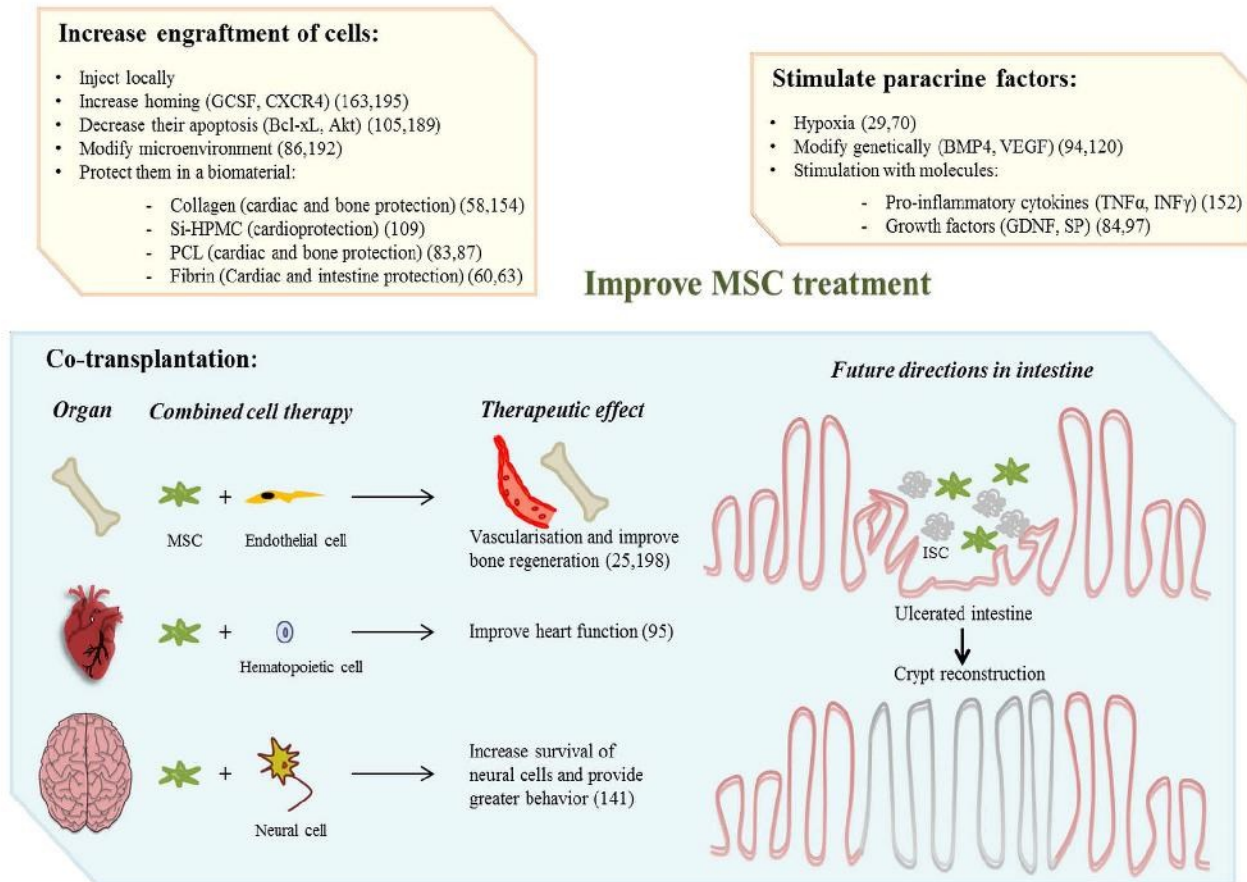 Increase engraftment of cells:
• Inject locally
• Increase homing (GCSF, CXCR4) (163,195)
• Decrease their apoptosis (Bcl-xL, Akt) (105,189)
• Modify microenvironment (86,192)
• Protect them in a biomaterial:
- Collagen (cardiac and bone protection) (58,154)
- Si-HPMC (cardioprotection) (109)
- PCL (cardiac and bone protection) (83,87)
- Fibrin (Cardiac and intestine protection) (60,63)
Stimulate paracrine factors:
• Hypoxia (29,70)
• Modify genetically (BMP4, VEGF) (94,120)
• Stimulation with molecules:
- Pro-inflammatory cytokines (TNFα, INFγ) (152)
- Growth factors (GDNF, SP) (84,97)
Improve MSC treatment
Co-transplantation:
Organ
Combined cell therapy
Therapeutic effect
MSC
+
Endothelial cell
Vascularisation and improve
bone regeneration (25,198)
+
Hematopoietic cell
Improve heart function (95)
+
Neural cell
Increase survival of
neural cells and provide
greater behavior (141)
Future directions in intestine
ISC
Ulcerated intestine
Crypt reconstruction